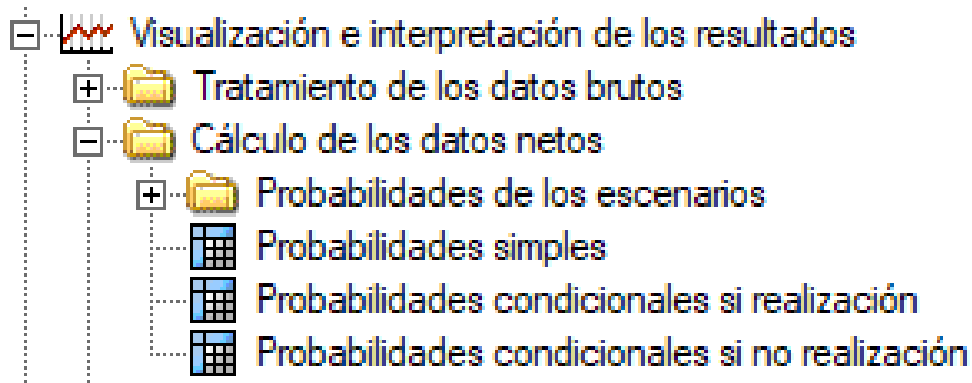 Visualización e interpretación de los resultados
Tratamiento de los datos brutos
Cálculo de los datos netos
Probabilidades de los escenarios
Probabilidades simples
Probabilidades condicionales si realización
Probabilidades condicionales si no realización